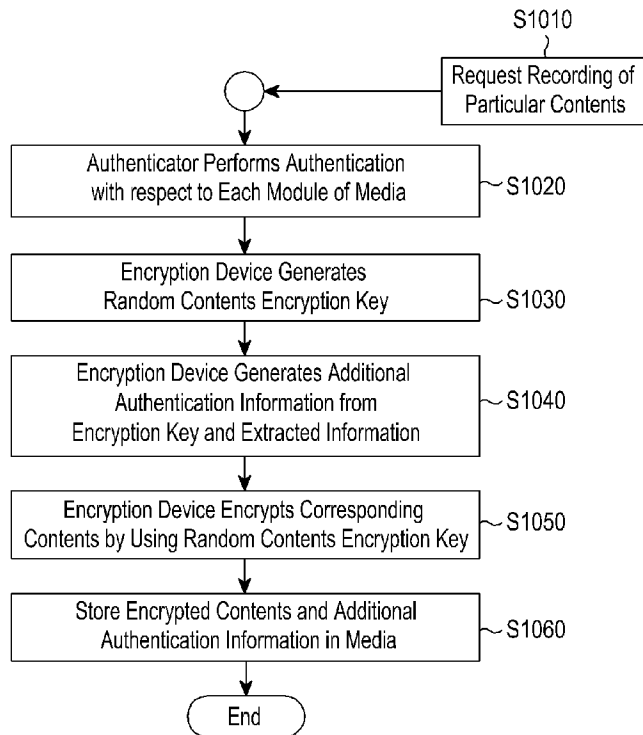 S1010
Request Recording of
Particular Contents
Authenticator Performs Authentication
with respect to Each Module of Media
S1020
Encryption Device Generates
Random Contents Encryption Key
S1030
Encryption Device Generates Additional
Authentication Information from
Encryption Key and Extracted Information
S1040
Encryption Device Encrypts Corresponding
Contents by Using Random Contents Encryption Key
S1050
Store Encrypted Contents and Additional
Authentication Information in Media
S1060
End